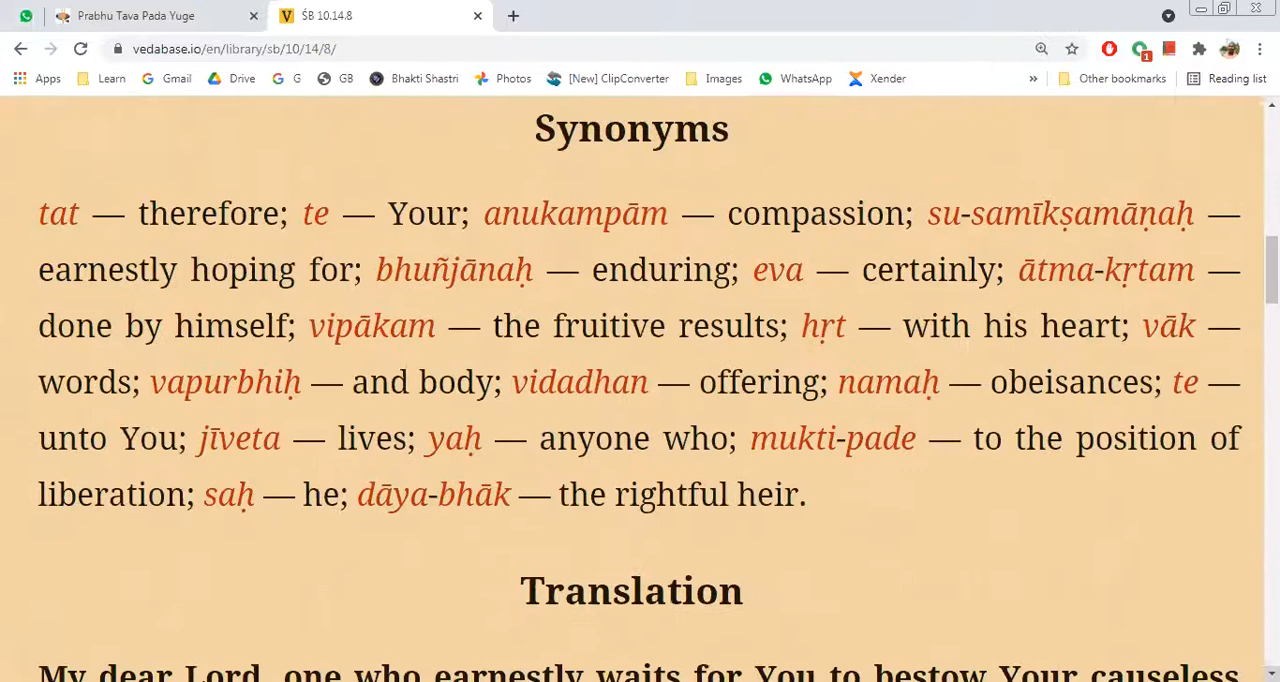 Prabhu Tava Pada Yuge
ŚB 10.14.8
vedabase.io/en/library/sb/10/14/8/
Apps Learn Gmail Drive G GB Bhakti Shastri Photos [New] ClipConverter Images WhatsApp Xender » Other bookmarks Reading list
Synonyms
tat — therefore; te — Your; anukampām — compassion; su-samīkṣamāṇaḥ —
earnestly hoping for; bhuñjānaḥ — enduring; eva — certainly; ātma-kṛtam —
done by himself; vipākam — the fruitive results; hṛt — with his heart; vāk —
words; vapurbhiḥ — and body; vidadhan — offering; namaḥ — obeisances; te —
unto You; jīveta — lives; yaḥ — anyone who; mukti-pade — to the position of
liberation; saḥ — he; dāya-bhāk — the rightful heir.
Translation
My dear Lord, one who earnestly waits for You to bestow Your causeless